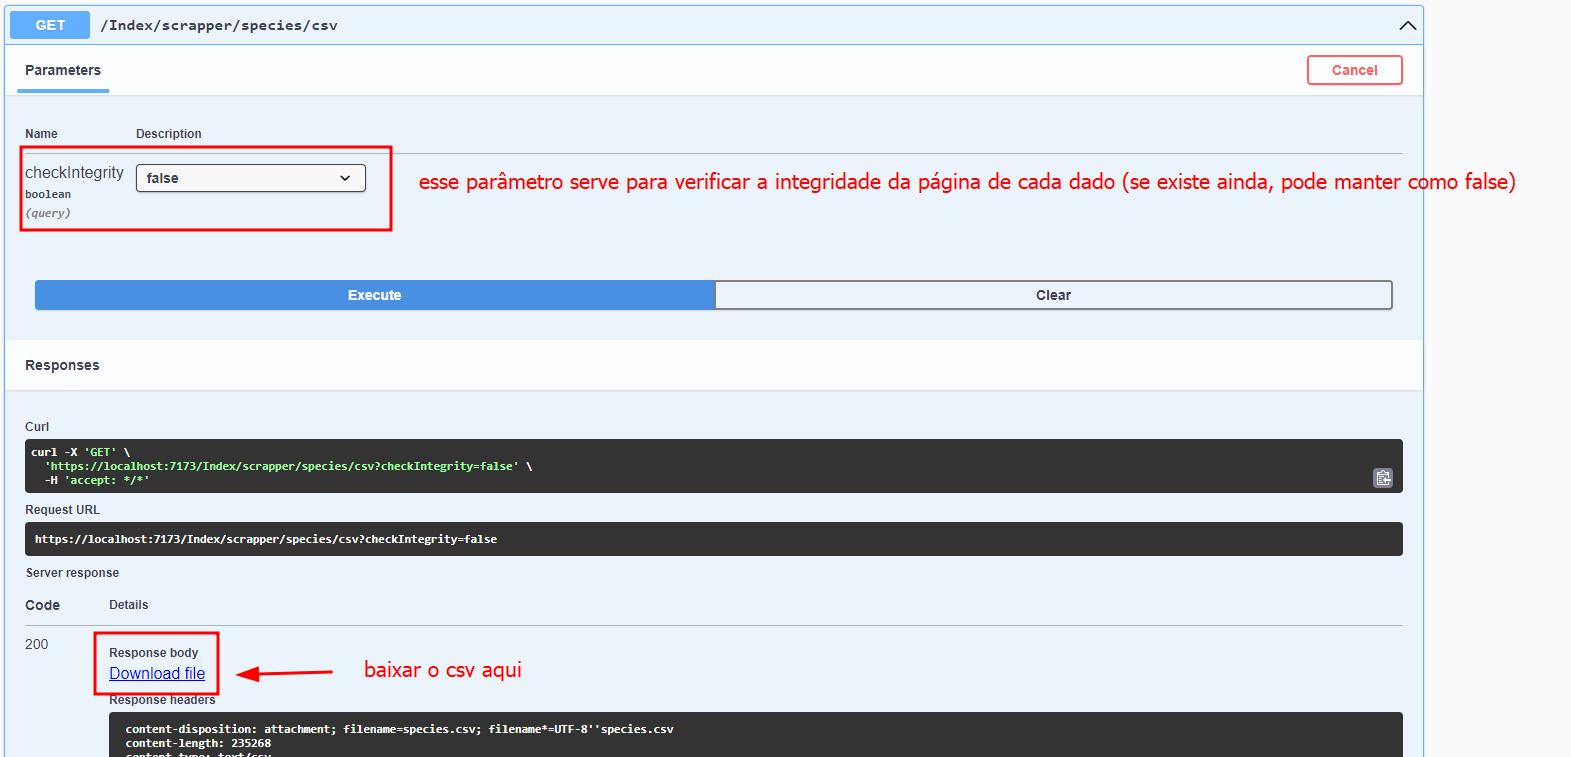 GET /Index/scrapper/species/csv
Parameters
Cancel
Name Description
checkIntegrity
boolean
(query)
false
esse parâmetro serve para verificar a integridade da página de cada dado (se existe ainda, pode manter como false)
Execute
Clear
Responses
Curl
curl -X 'GET' \
'https://localhost:7173/Index/scrapper/species/csv?checkIntegrity=false' \
-H 'accept: */*'
Request URL
https://localhost:7173/Index/scrapper/species/csv?checkIntegrity=false
Server response
Code Details
200
Response body
Download file
baixar o csv aqui
Response headers
content-disposition: attachment; filename=species.csv; filename*=UTF-8''species.csv
content-length: 235268
content-type: text/csv